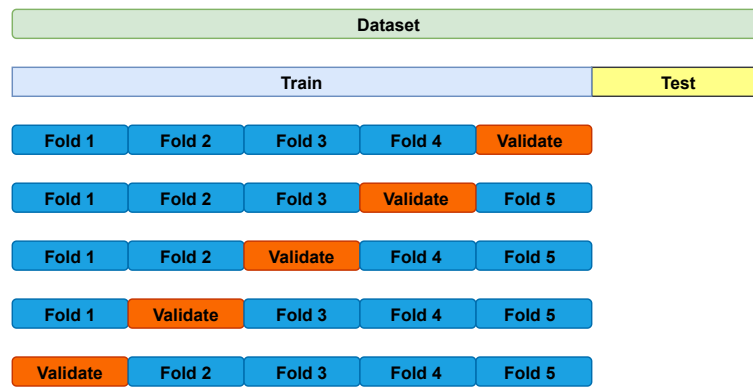 Dataset
Train Test
Fold 1 Fold 2 Fold 3 Fold 4 Validate
Fold 1 Fold 2 Fold 3 Validate Fold 5
Fold 1 Fold 2 Validate Fold 4 Fold 5
Fold 1 Validate Fold 3 Fold 4 Fold 5
Validate Fold 2 Fold 3 Fold 4 Fold 5